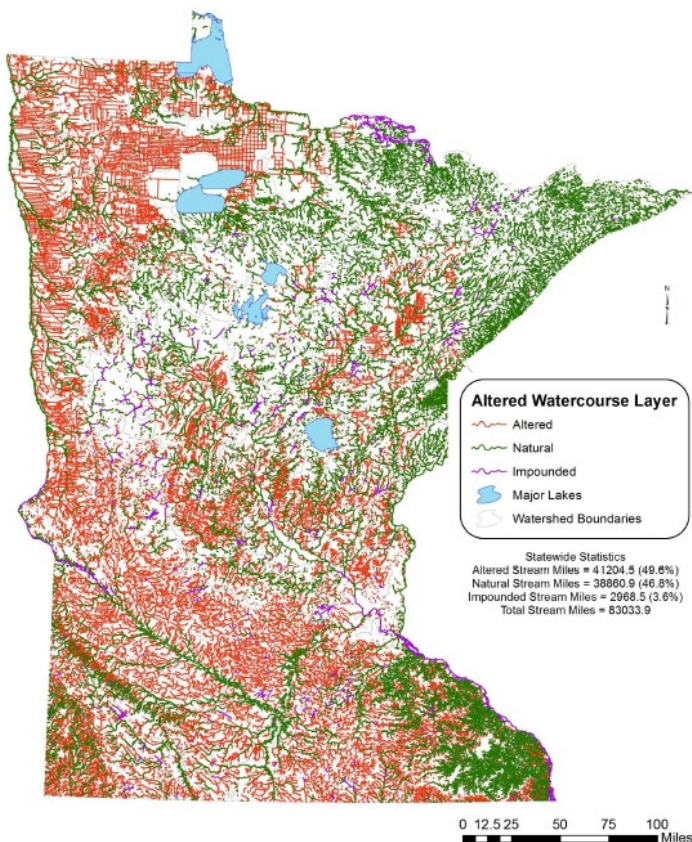 N
Altered Watercourse Layer
Altered
Natural
Impounded
Major Lakes
Watershed Boundaries
Statewide Statistics
Altered Stream Miles = 41204.5 (49.6%)
Natural Stream Miles = 38860.9 (46.8%)
Impounded Stream Miles = 2968.5 (3.6%)
Total Stream Miles = 83033.9
0 12.5 25 50 75 100
Miles